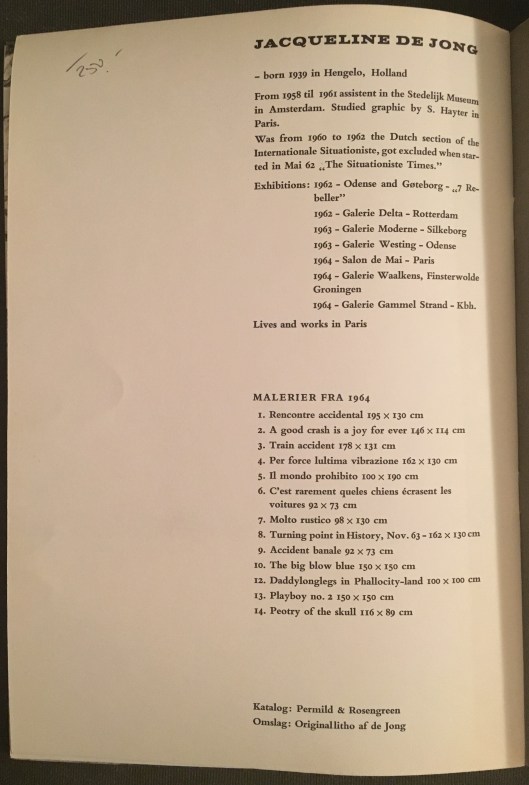 JACQUELINE DE JONG
– born 1939 in Hengelo, Holland
From 1958 til 1961 assistent in the Stedelijk Museum
in Amsterdam. Studied graphic by S. Hayter in
Paris.
Was from 1960 to 1962 the Dutch section of the
Internationale Situationiste, got excluded when star-
ted in Mai 62 „The Situationiste Times."
Exhibitions: 1962 – Odense and Gøteborg – „7 Re-
beller"
1962 – Galerie Delta – Rotterdam
1963 – Galerie Moderne – Silkeborg
1963 – Galerie Westing – Odense
1964 – Salon de Mai – Paris
1964 – Galerie Waalkens, Finsterwolde
Groningen
1964 – Galerie Gammel Strand – Kbh.
Lives and works in Paris
MALERIER FRA 1964
1. Rencontre accidental 195 × 130 cm
2. A good crash is a joy for ever 146 × 114 cm
3. Train accident 178 × 131 cm
4. Per force lultima vibrazione 162 × 130 cm
5. Il mondo prohibito 100 × 190 cm
6. C'est rarement queles chiens écrasent les
voitures 92 × 73 cm
7. Molto rustico 98 × 130 cm
8. Turning point in History, Nov. 63 – 162 × 130 cm
9. Accident banale 92 × 73 cm
10. The big blow blue 150 × 150 cm
12. Daddylonglegs in Phallocity-land 100 × 100 cm
13. Playboy no. 2 150 × 150 cm
14. Peotry of the skull 116 × 89 cm
Katalog: Permild & Rosengreen
Omslag: Originallitho af de Jong